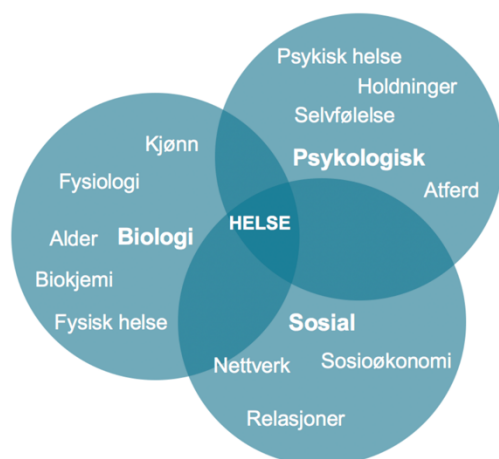 Psykisk helse
Holdninger
Selvfølelse
Psykologisk
Atferd
Kjønn
Fysiologi
Alder
Biologi
Biokjemi
Fysisk helse
HELSE
Sosial
Nettverk
Sosioøkonomi
Relasjoner